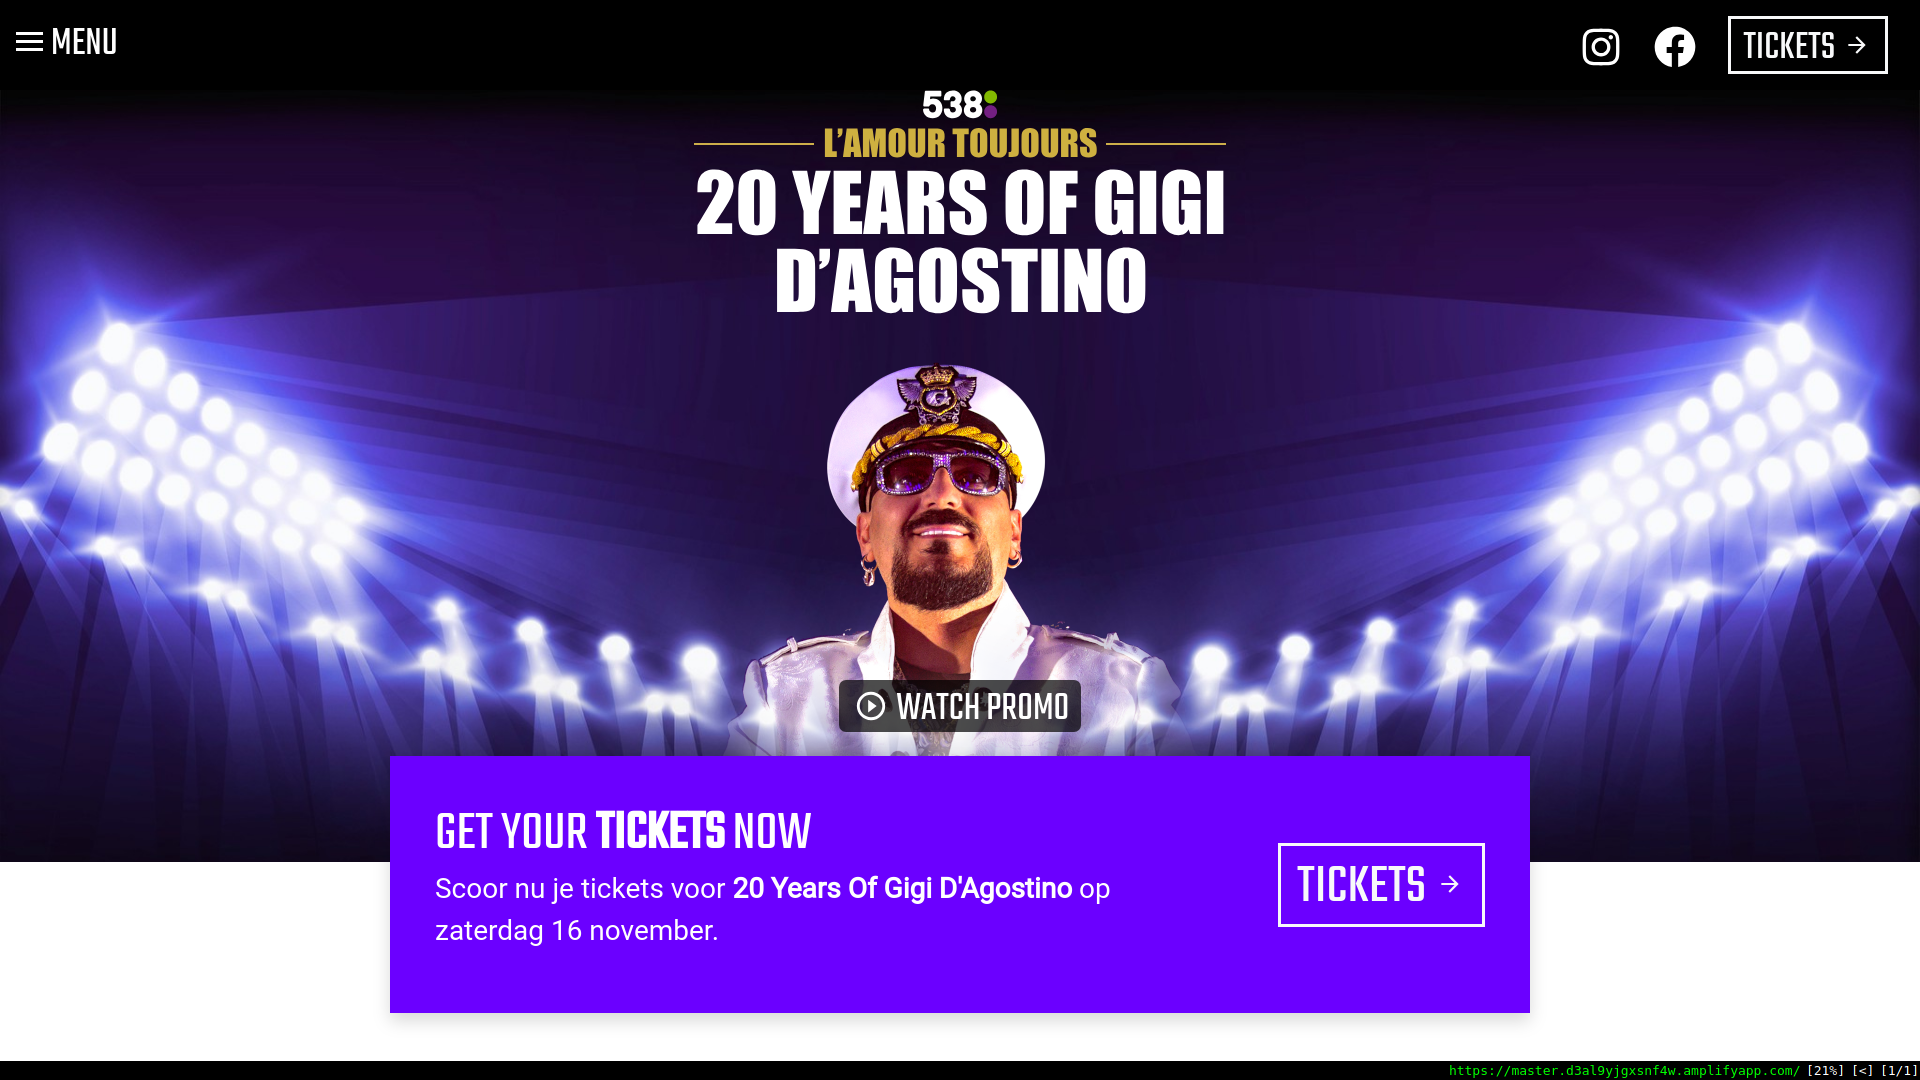 MENU
TICKETS
538
L'AMOUR TOUJOURS
20 YEARS OF GIGI
D'AGOSTINO
WATCH PROMO
GET YOUR TICKETS NOW
Scoor nu je tickets voor 20 Years Of Gigi D'Agostino op
zaterdag 16 november.
TICKETS
https://master.d3al9yjgxsnf4w.amplifyapp.com/ [21%] [<] [1/1]